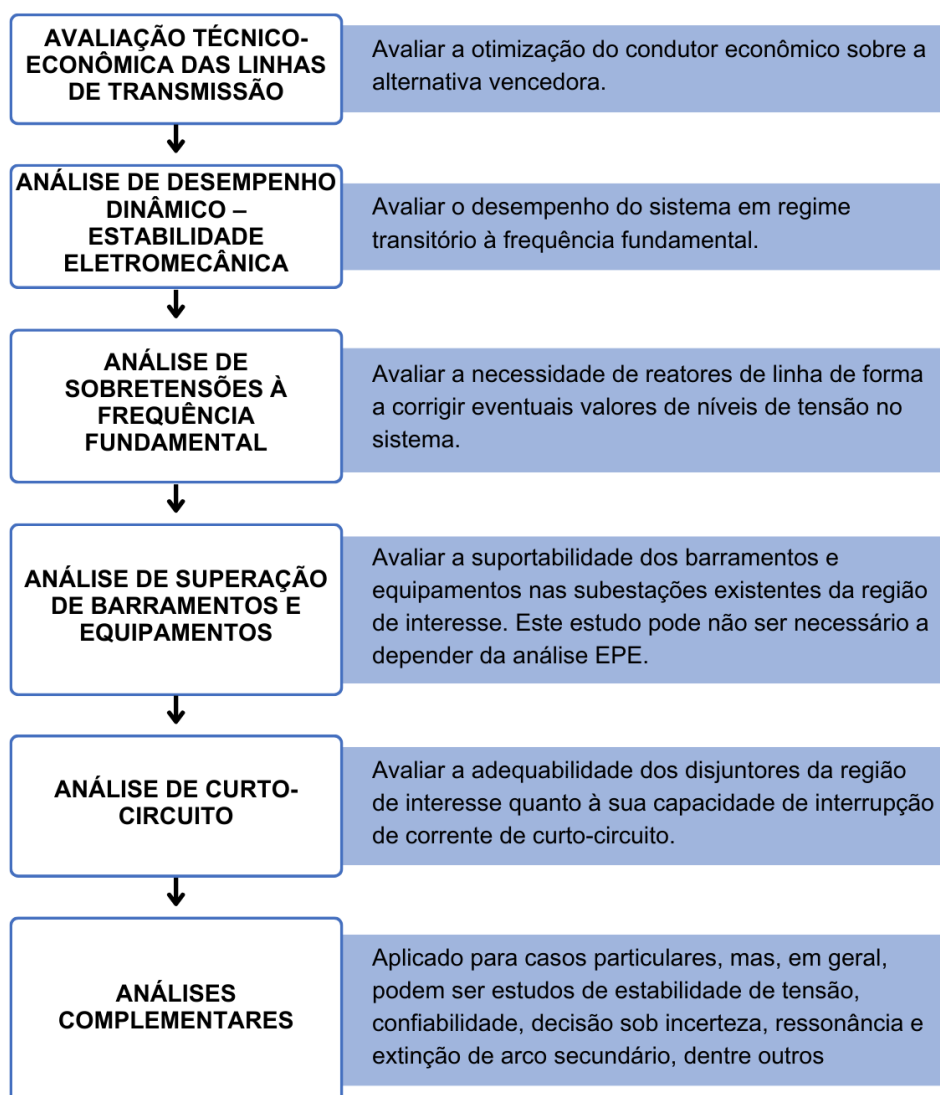 AVALIAÇÃO TÉCNICO-
ECONÔMICA DAS LINHAS
DE TRANSMISSÃO
Avaliar a otimização do condutor econômico sobre a
alternativa vencedora.
ANÁLISE DE DESEMPENHO
DINÂMICO –
ESTABILIDADE
ELETROMECÂNICA
Avaliar o desempenho do sistema em regime
transitório à frequência fundamental.
ANÁLISE DE
SOBRETENSÕES À
FREQUÊNCIA
FUNDAMENTAL
Avaliar a necessidade de reatores de linha de forma
a corrigir eventuais valores de níveis de tensão no
sistema.
ANÁLISE DE SUPERAÇÃO
DE BARRAMENTOS E
EQUIPAMENTOS
Avaliar a suportabilidade dos barramentos e
equipamentos nas subestações existentes da região
de interesse. Este estudo pode não ser necessário a
depender da análise EPE.
ANÁLISE DE CURTO-
CIRCUITO
Avaliar a adequabilidade dos disjuntores da região
de interesse quanto à sua capacidade de interrupção
de corrente de curto-circuito.
ANÁLISES
COMPLEMENTARES
Aplicado para casos particulares, mas, em geral,
podem ser estudos de estabilidade de tensão,
confiabilidade, decisão sob incerteza, ressonância e
extinção de arco secundário, dentre outros